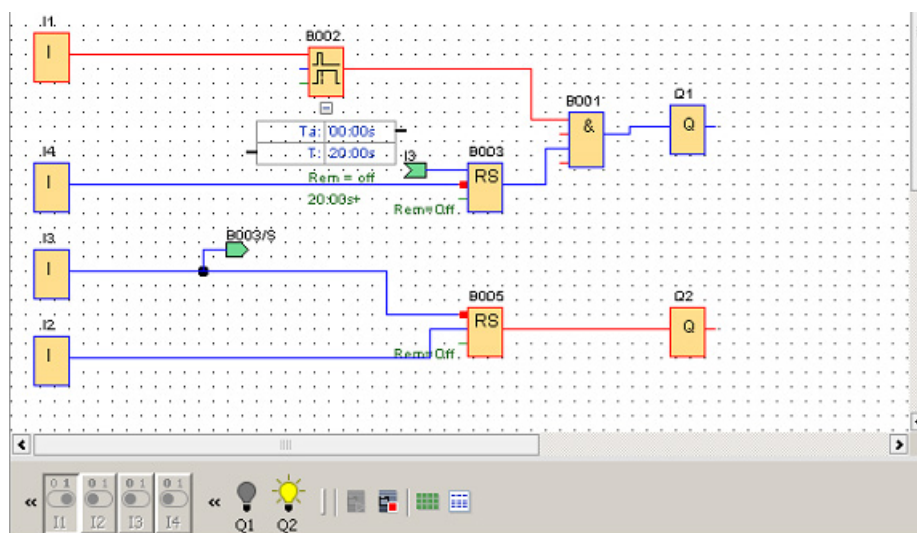 I1
I
B002
B001
&
Q1
Q
Ta: 00:00s
T: 20:00s
Rem = off
20:00s+
I4
I
I3
B003
RS
Rem=Off
I3
I
B003/S
B005
RS
Rem=Off
Q2
Q
I2
I
«
0 1
I1
0 1
I2
0 1
I3
0 1
I4
«
Q1
Q2